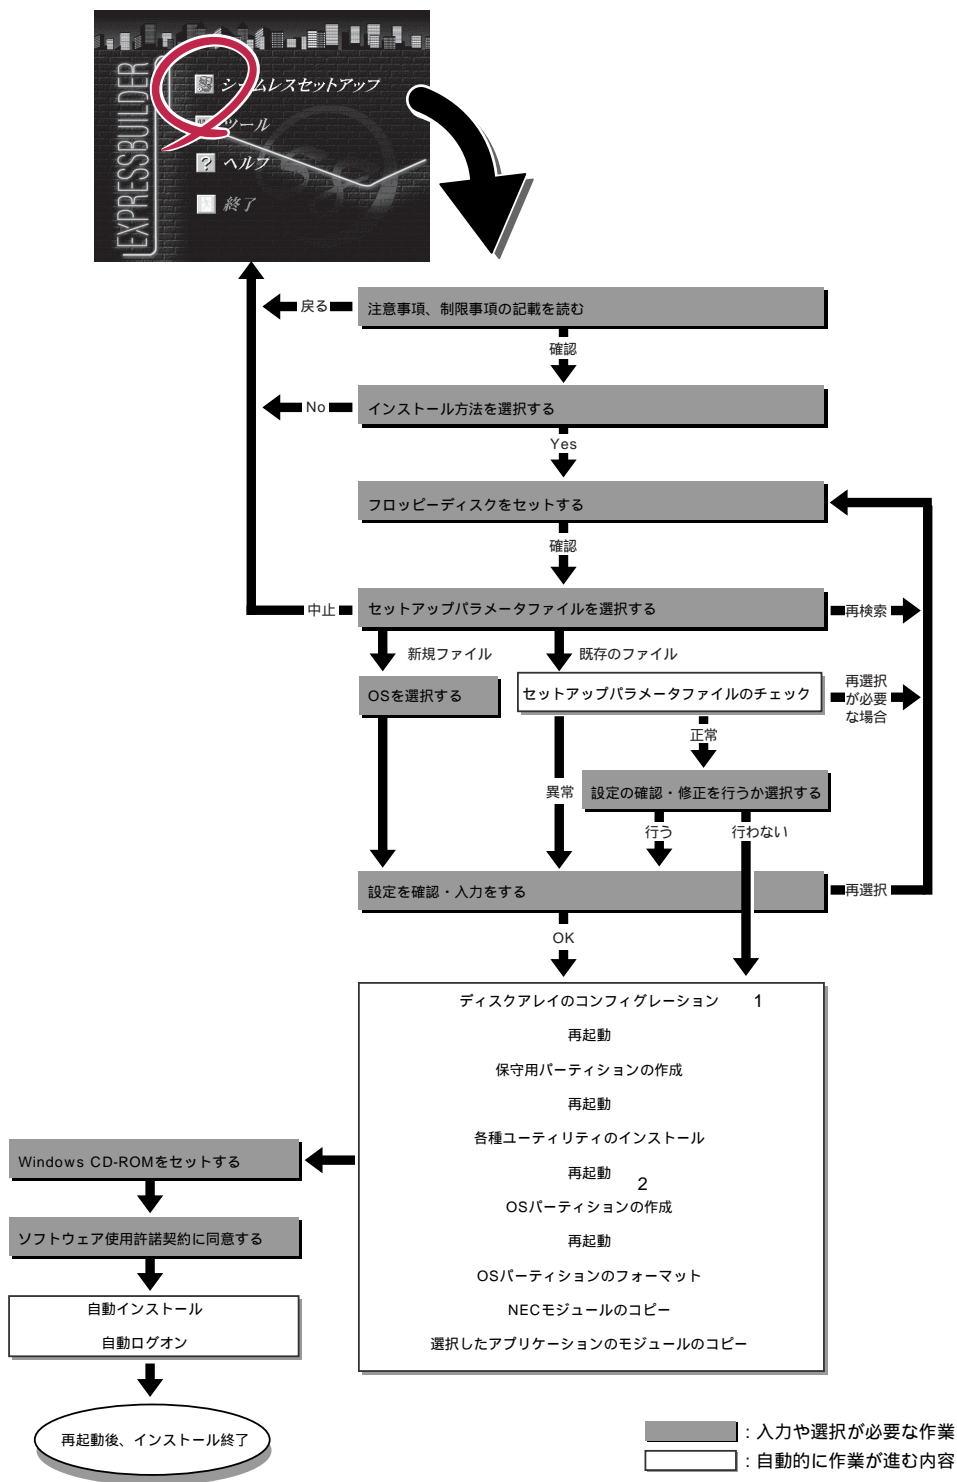 EXPRESSBUILDER
シームレスセットアップ
ツール
ヘルプ
終了
戻る
注意事項、制限事項の記載を読む
確認
No
インストール方法を選択する
Yes
フロッピーディスクをセットする
確認
中止
セットアップパラメータファイルを選択する
再検索
新規ファイル
既存のファイル
OSを選択する
セットアップパラメータファイルのチェック
再選択
が必要
な場合
正常
異常
設定の確認・修正を行うか選択する
行う
行わない
設定を確認・入力をする
再選択
OK
ディスクアレイのコンフィグレーション 1
再起動
保守用パーティションの作成
再起動
各種ユーティリティのインストール
再起動
2
OSパーティションの作成
再起動
OSパーティションのフォーマット
NECモジュールのコピー
選択したアプリケーションのモジュールのコピー
Windows CD-ROMをセットする
ソフトウェア使用許諾契約に同意する
自動インストール
自動ログオン
再起動後、インストール終了
：入力や選択が必要な作業
：自動的に作業が進む内容